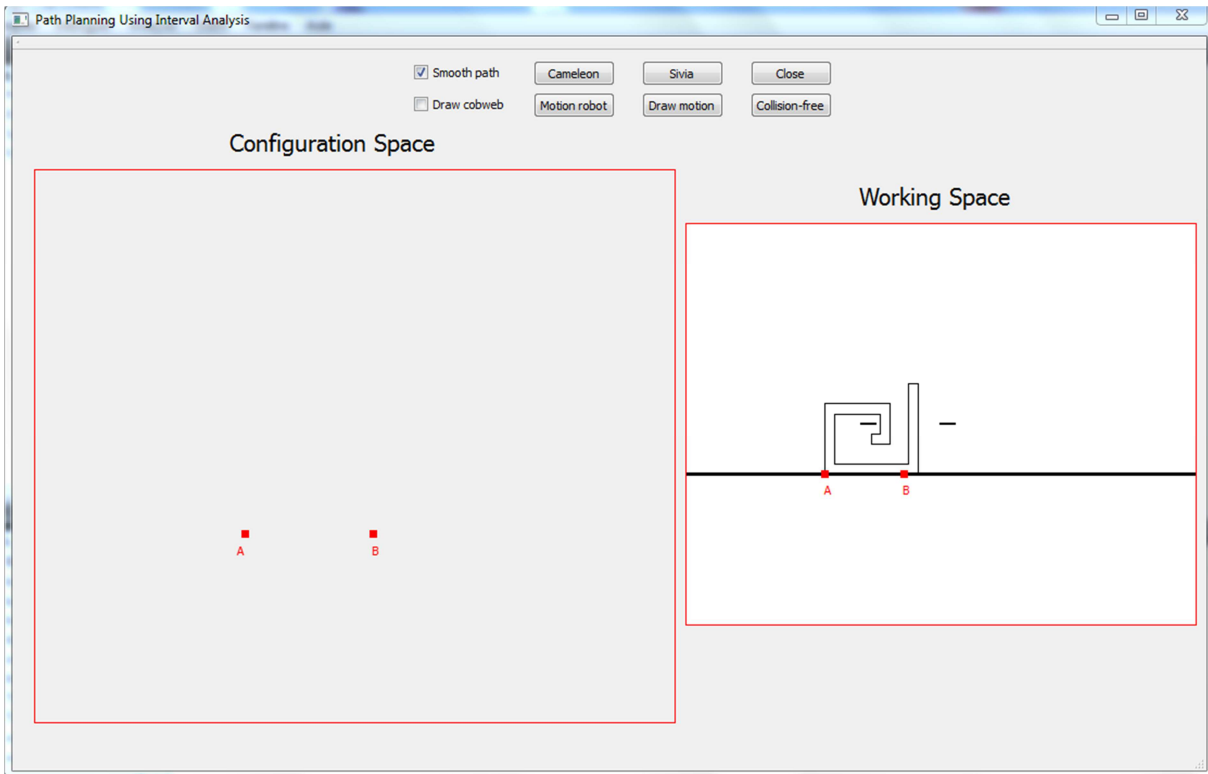 Path Planning Using Interval Analysis
Smooth path
Cameleon
Sivia
Close
Draw cobweb
Motion robot
Draw motion
Collision-free
Configuration Space
Working Space
A
B
A
B